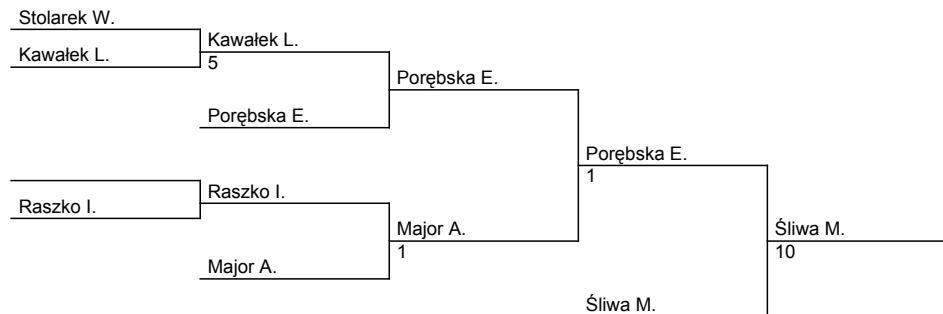 Stolarek W.
Kawałek L.
Kawałek L.
5
Porębska E.
Porębska E.
Porębska E.
1
Raszko I.
Raszko I.
Major A.
1
Major A.
Śliwa M.
10
Śliwa M.